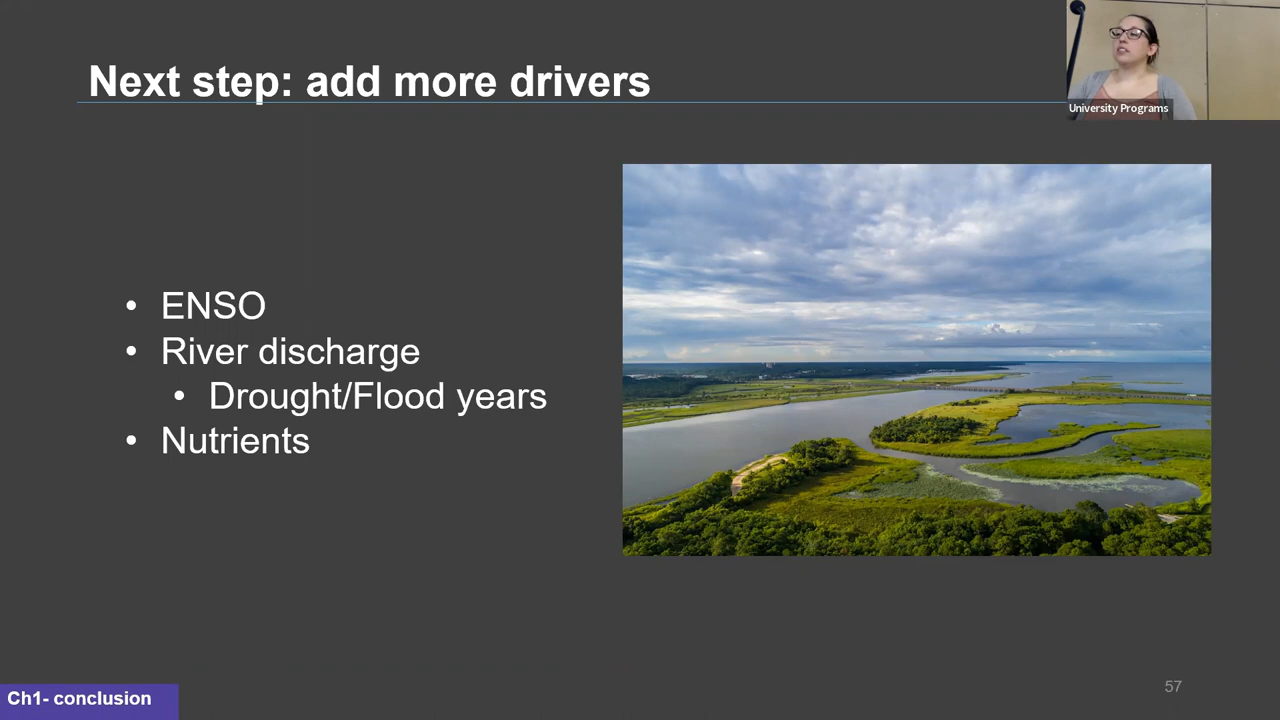 Next step: add more drivers
University Programs
• ENSO
• River discharge
• Drought/Flood years
• Nutrients
Ch1- conclusion
57